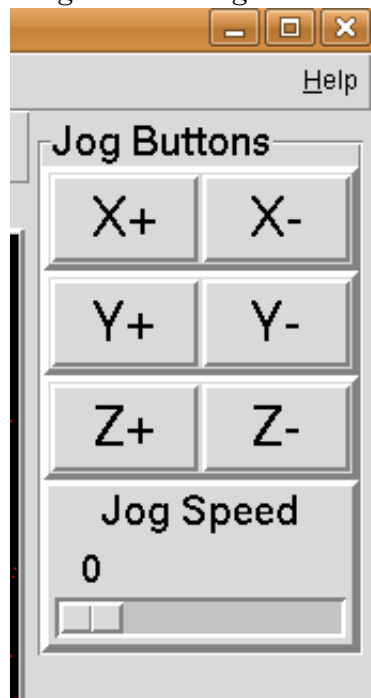 Help
Jog Buttons
X+ X-
Y+ Y-
Z+ Z-
Jog Speed
0